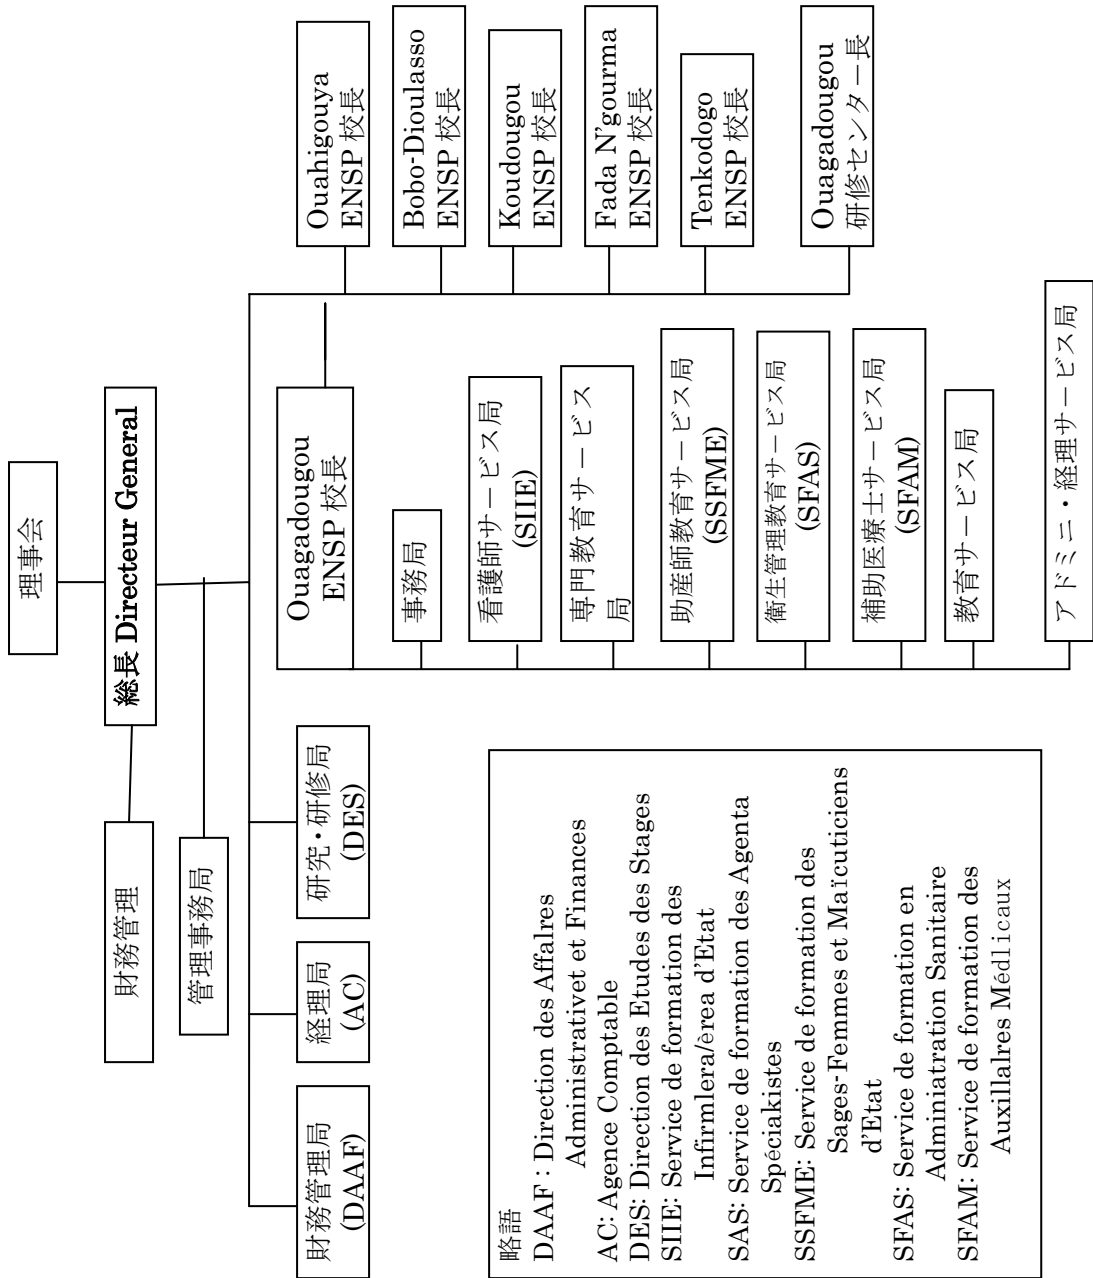 理事会
総長 Directeur General
財務管理
管理事務局
財務管理局
(DAAF)
経理局
(AC)
研究・研修局
(DES)
Ouagadougou
ENSP 校長
事務局
看護師サービス局
(SIIE)
専門教育サービス
局
助産師教育サービス局
(SSFME)
衛生管理教育サービス局
(SFAS)
補助医療士サービス局
(SFAM)
教育サービス局
アドミニ・経理サービス局
Ouahigouya
ENSP 校長
Bobo-Dioulasso
ENSP 校長
Koudougou
ENSP 校長
Fada N'gourma
ENSP 校長
Tenkodogo
ENSP 校長
Ouagadougou
研修センター長
略語
DAAF : Direction des Affalres
Administrativet et Finances
AC: Agence Comptable
DES: Direction des Etudes des Stages
SIIE: Service de formation des
Infirmlera/èrea d'Etat
SAS: Service de formation des Agenta
Spéciakistes
SSFME: Service de formation des
Sages-Femmes et Maïcuticiens
d'Etat
SFAS: Service de formation en
Adminiatration Sanitaire
SFAM: Service de formation des
Auxillalres Médlicaux